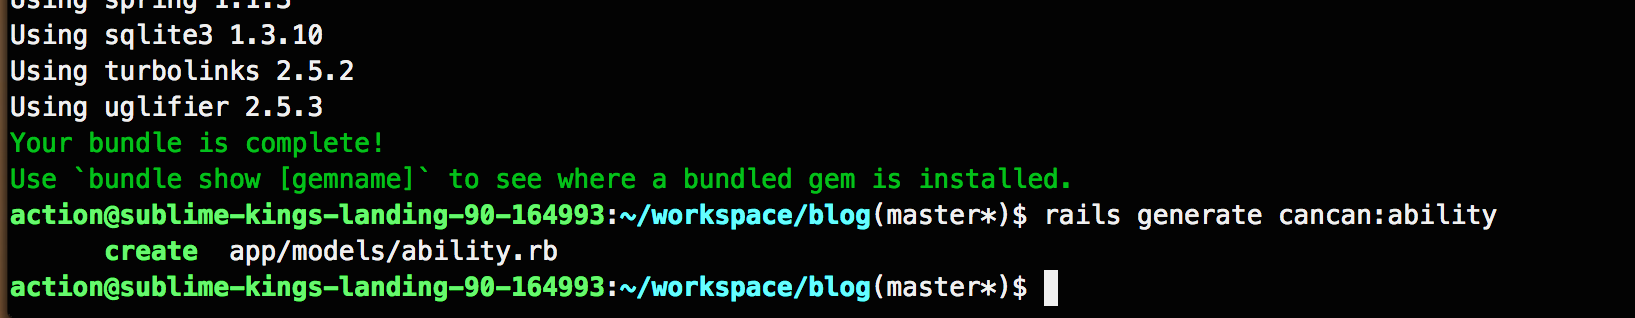 Using spring 1.1.3
Using sqlite3 1.3.10
Using turbolinks 2.5.2
Using uglifier 2.5.3
Your bundle is complete!
Use `bundle show [gemname]` to see where a bundled gem is installed.
action@sublime-kings-landing-90-164993:~/workspace/blog(master*)$ rails generate cancan:ability
create app/models/ability.rb
action@sublime-kings-landing-90-164993:~/workspace/blog(master*)$